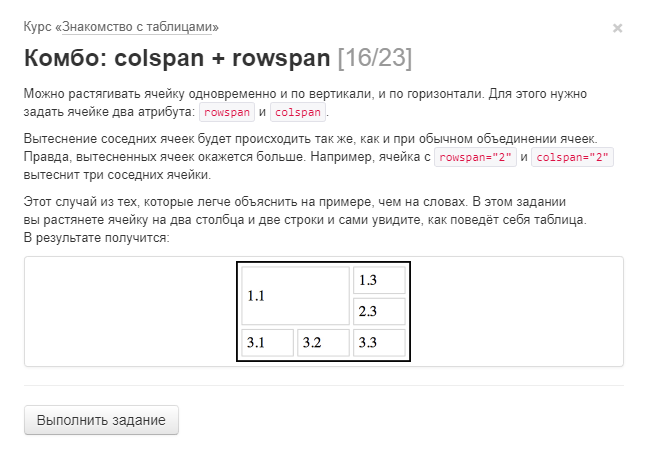 Курс «Знакомство с таблицами»
×
Комбо: colspan + rowspan [16/23]
Можно растягивать ячейку одновременно и по вертикали, и по горизонтали. Для этого нужно
задать ячейке два атрибута: rowspan и colspan.
Вытеснение соседних ячеек будет происходить так же, как и при обычном объединении ячеек.
Правда, вытесненных ячеек окажется больше. Например, ячейка с rowspan="2" и colspan="2"
вытеснит три соседних ячейки.
Этот случай из тех, которые легче объяснить на примере, чем на словах. В этом задании
вы растянете ячейку на два столбца и две строки и сами увидите, как поведёт себя таблица.
В результате получится:
1.1 1.3
2.3
3.1 3.2 3.3
Выполнить задание